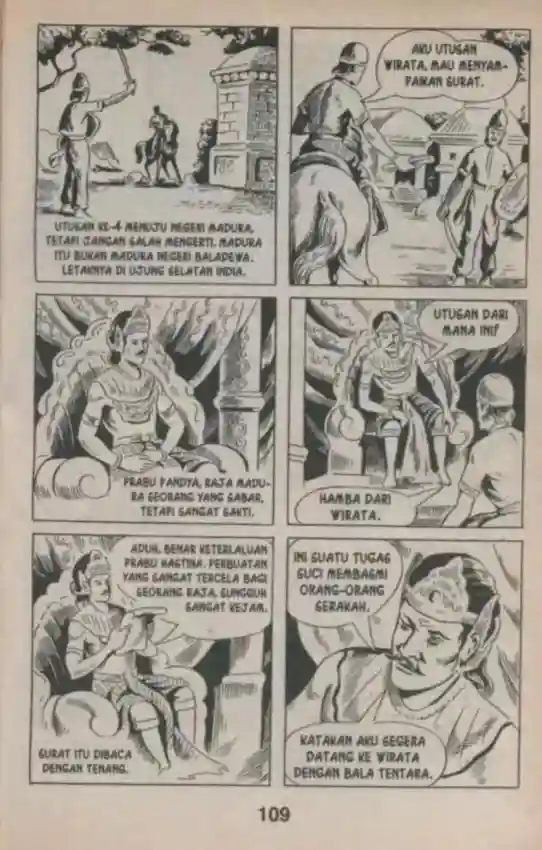 UTUSAN KE-4 MENUJU NEGERI MADURA,
TETAPI JANGAN SALAH MENGERTI, MADURA
ITU BUKAN MADURA NEGERI BALADEWA.
LETAKNYA DI UJUNG SELATAN INDIA.
AKU UTUSAN
WIRATA, MAU MENYAM-
PAIKAN SURAT.
PRABU PANDYA, RAJA MADU-
RA SEORANG YANG SABAR,
TETAPI SANGAT SAKTI.
UTUSAN DARI
MANA INI?
HAMBA DARI
WIRATA.
ADUH, BENAR KETERLALUAN
PRABU HASTINA. PERBUATAN
YANG SANGAT TERCELA BAGI
SEORANG RAJA, SUNGGUH
SANGAT KEJAM.
SURAT ITU DIBACA
DENGAN TENANG.
INI SUATU TUGAS
SUCI MEMBASMI
ORANG-ORANG
SERAKAH.
KATAKAN AKU SEGERA
DATANG KE WIRATA
DENGAN BALA TENTARA.
109